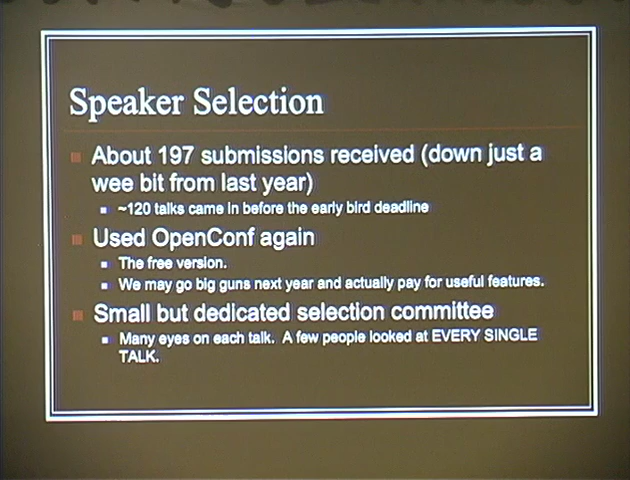 Speaker Selection
About 197 submissions received (down just a
wee bit from last year)
~120 talks came in before the early bird deadline
Used OpenConf again
The free version.
We may go big guns next year and actually pay for useful features.
Small but dedicated selection committee
Many eyes on each talk. A few people looked at EVERY SINGLE
TALK.